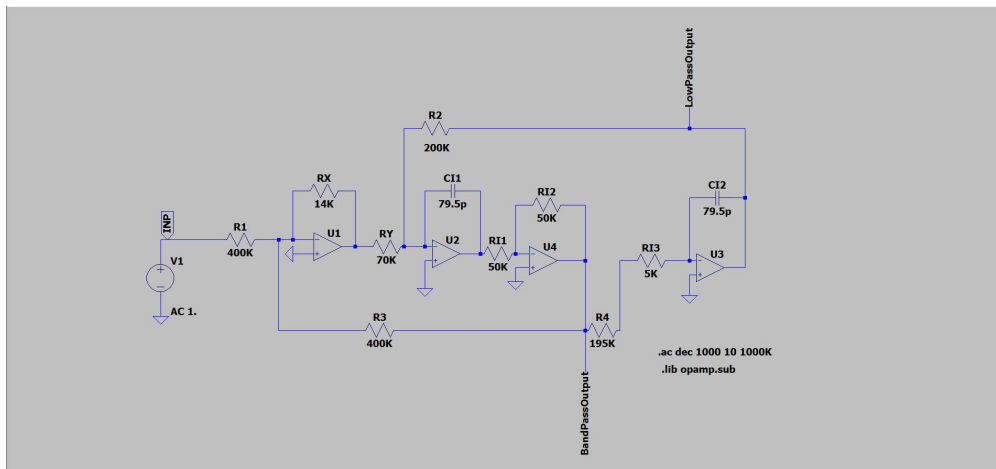 LowPassOutput
R2
200K
RX
14K
CI1
79.5p
RI2
50K
CI2
79.5p
INP
R1
400K
U1
RY
70K
U2
RI1
50K
U4
RI3
5K
U3
V1
AC 1.
R3
400K
R4
195K
.ac dec 1000 10 1000K
.lib opamp.sub
BandPassOutput